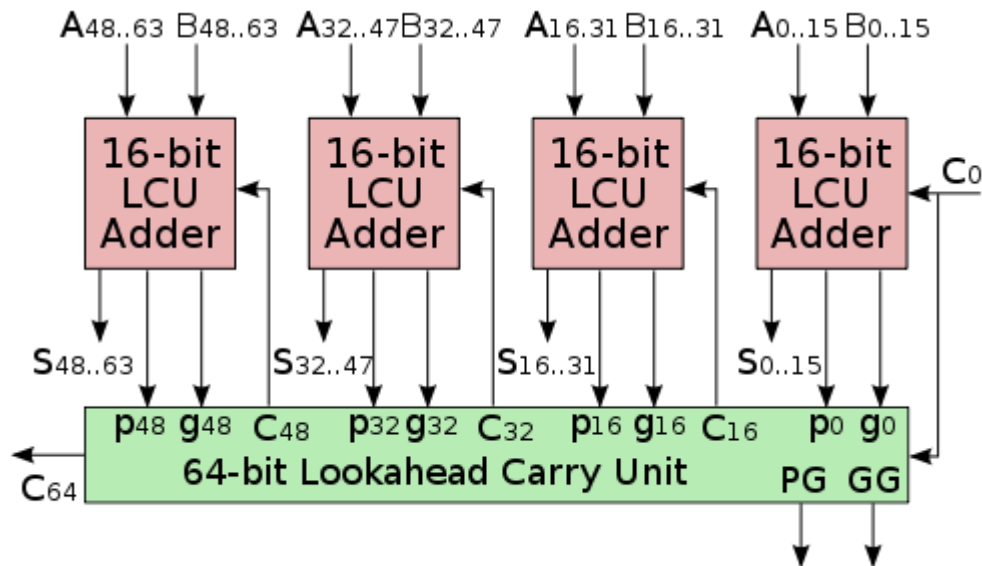 A48..63 B48..63 A32..47 B32..47 A16.31 B16..31 A0..15 B0..15
16-bit LCU Adder
16-bit LCU Adder
16-bit LCU Adder
16-bit LCU Adder
C0
S48..63 S32..47 S16..31 S0..15
p48 g48 C48 p32 g32 C32 p16 g16 C16 p0 g0
64-bit Lookahead Carry Unit
PG GG
C64